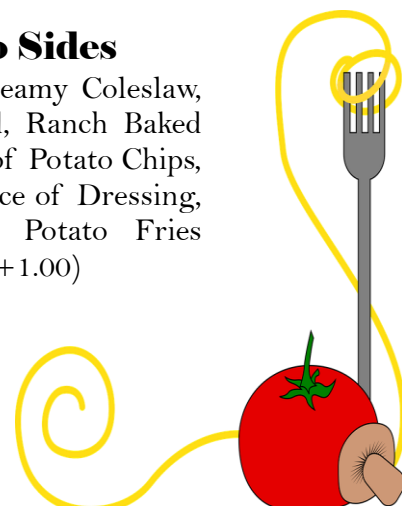 o Sides
eamy Coleslaw,
l, Ranch Baked
of Potato Chips,
ce of Dressing,
Potato Fries
+1.00)